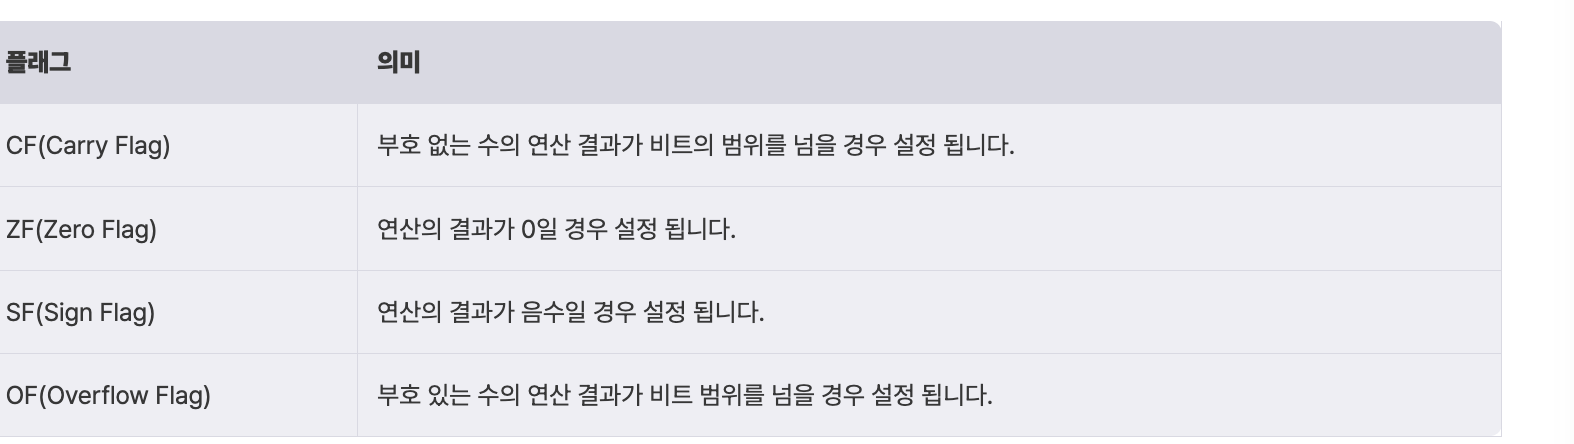 플래그 의미
CF(Carry Flag) 부호 없는 수의 연산 결과가 비트의 범위를 넘을 경우 설정 됩니다.
ZF(Zero Flag) 연산의 결과가 0일 경우 설정 됩니다.
SF(Sign Flag) 연산의 결과가 음수일 경우 설정 됩니다.
OF(Overflow Flag) 부호 있는 수의 연산 결과가 비트 범위를 넘을 경우 설정 됩니다.